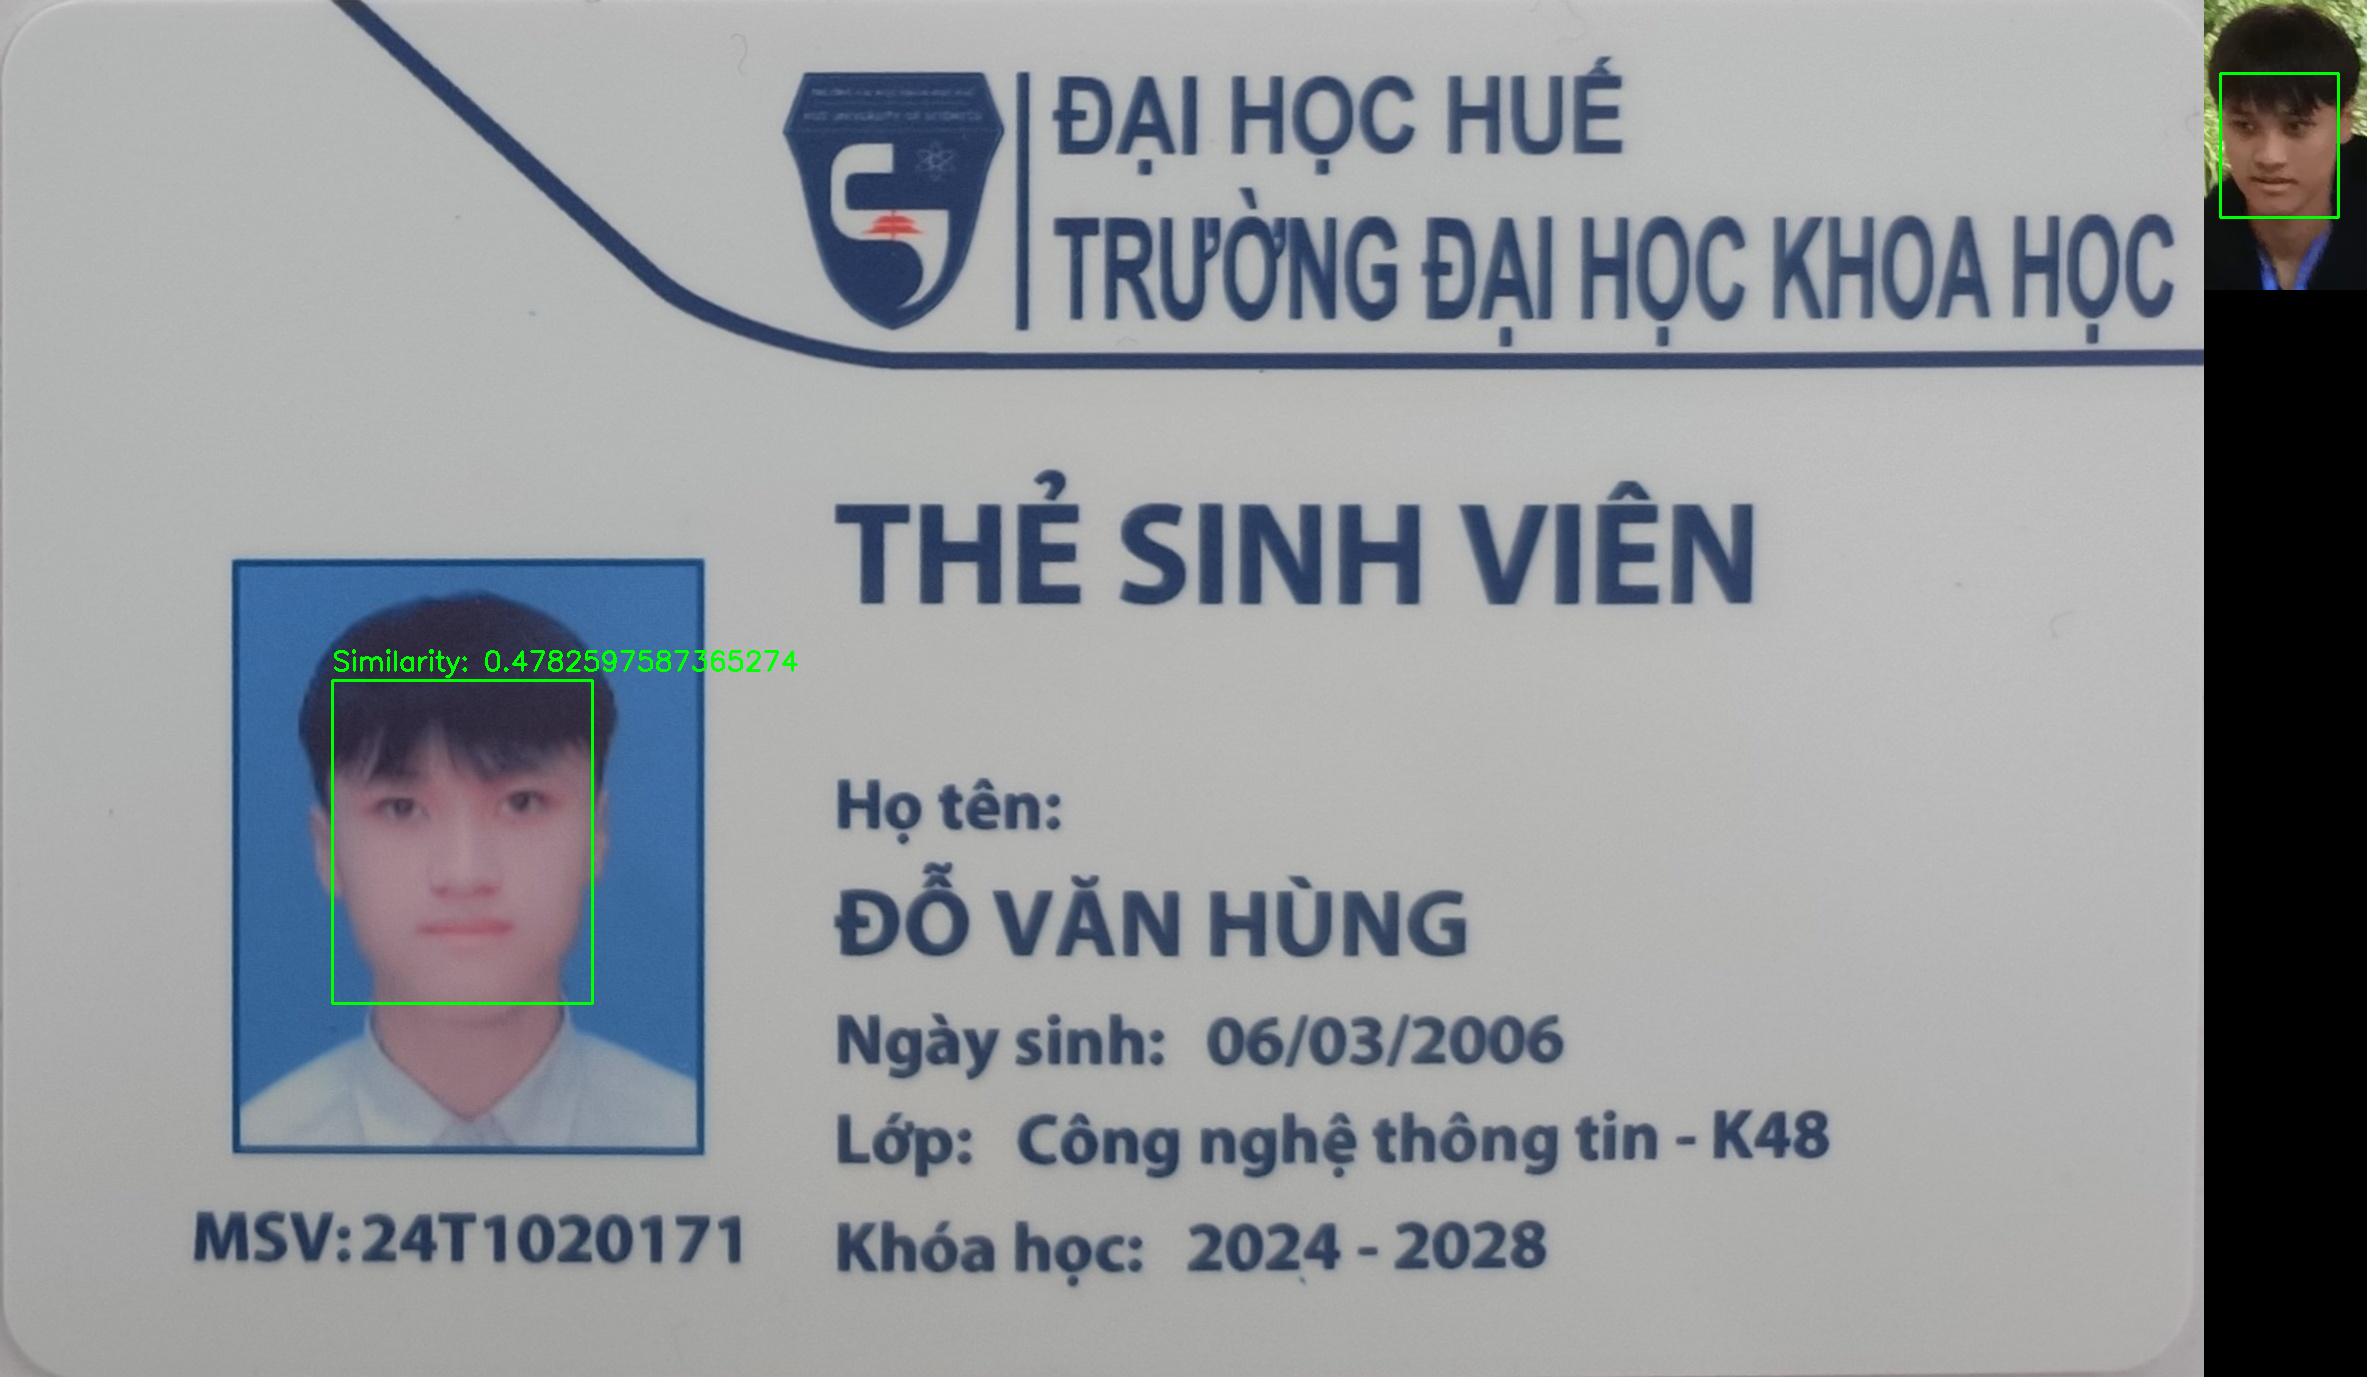 ĐẠI HỌC HUẾ
TRƯỜNG ĐẠI HỌC KHOA HỌC
THẺ SINH VIÊN
Similarity: 0.4782597587365274
Họ tên:
ĐỖ VĂN HÙNG
Ngày sinh: 06/03/2006
Lớp: Công nghệ thông tin - K48
Khóa học: 2024 - 2028
MSV: 24T1020171